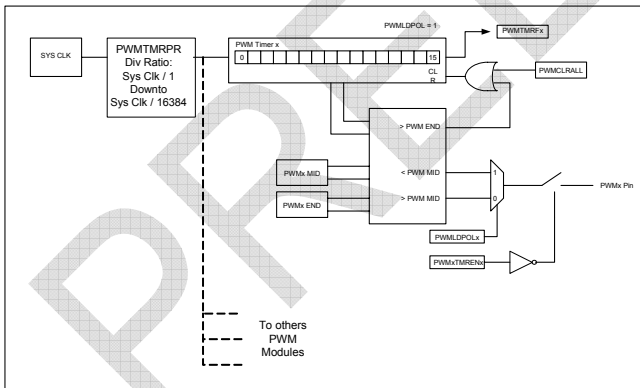 PWMLDPOL = 1
PWMTMRFx
SYS CLK
PWMTMRPR
Div Ratio:
Sys Clk / 1
Downto
Sys Clk / 16384
PWM Timer x
0
15
CL
R
PWMCLRALL
> PWM END
PWMx MID
< PWM MID
1
PWMx END
> PWM MID
0
PWMx Pin
PWMLDPOLx
PWMxTMRENx
To others
PWM
Modules
PREL